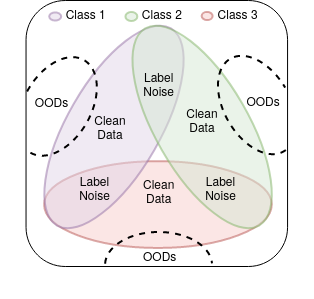 Class 1 Class 2 Class 3
Label
Noise
OODs
OODs
Clean
Data
Clean
Data
Label
Noise
Clean
Data
Label
Noise
OODs